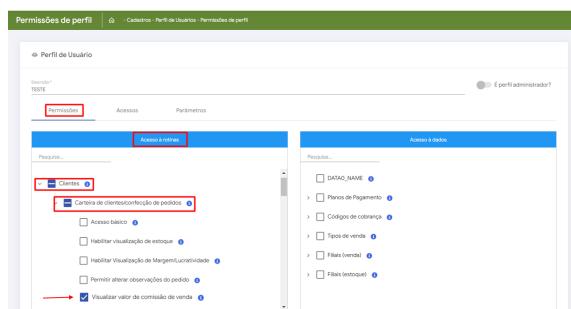 Permissões de perfil
> Cadastros - Perfil de Usuários - Permissões de perfil
Perfil de Usuário
Descrição*
TESTE
É perfil administrador?
Permissões Acessos Parâmetros
Acesso à rotinas
Pesquise...
Clientes
Carteira de clientes/confecção de pedidos
Acesso básico
Habilitar visualização de estoque
Habilitar Visualização de Margem/Lucratividade
Permitir alterar observações do pedido
Visualizar valor de comissão de venda
Acesso à dados
Pesquise...
DATAO_NAME
Planos de Pagamento
Códigos de cobrança
Tipos de venda
Filiais (venda)
Filiais (estoque)